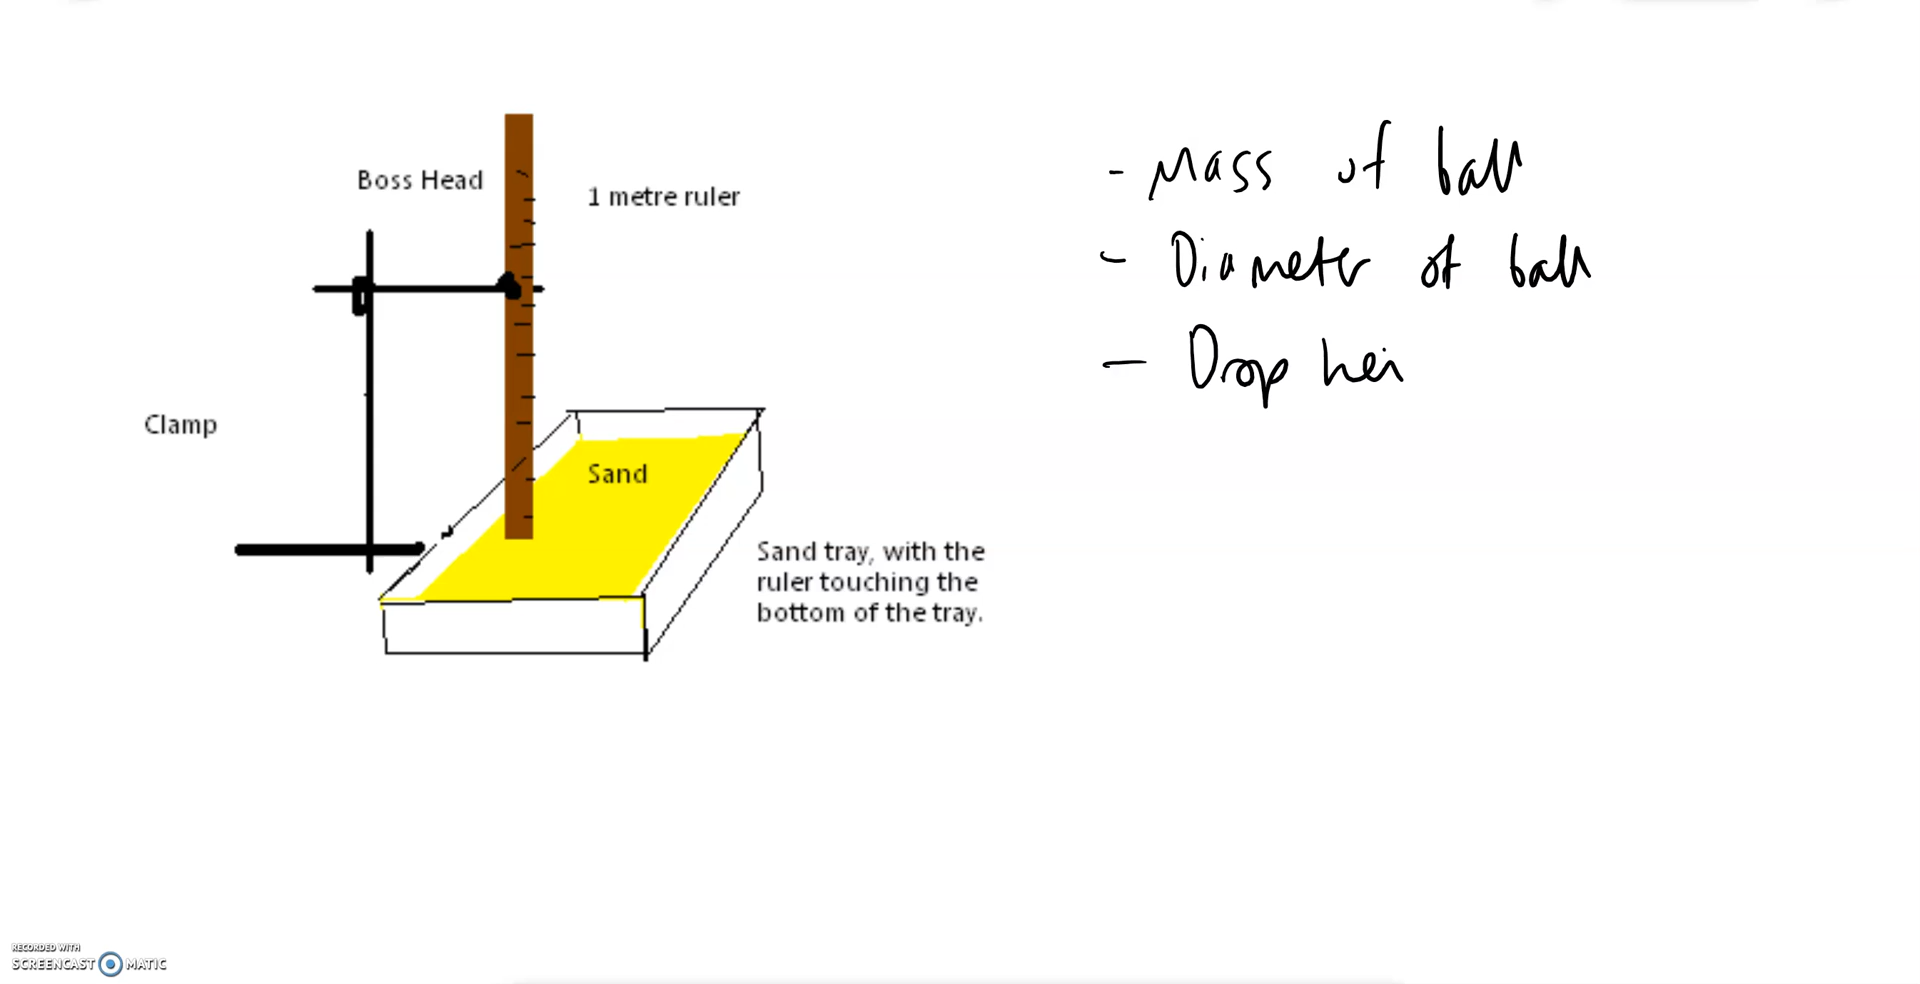 Boss Head
1 metre ruler
Clamp
Sand
Sand tray, with the
ruler touching the
bottom of the tray.
- Mass of ball
- Diameter of ball
- Drop hei
RECORDED WITH
SCREENCAST MATIC